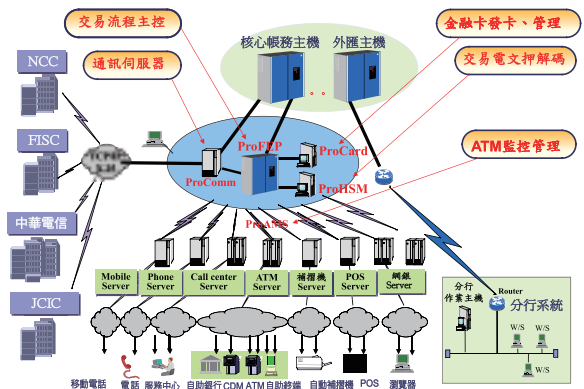 交易流程主控
金融卡發卡、管理
通訊伺服器
核心帳務主機
外匯主機
交易電文押解碼
NCC
FISC
中華電信
JCIC
ProFEP
ProCard
ProComm
ProHSM
ATM監控管理
Mobile Server
Phone Server
Call center Server
ATM Server
補摺機 Server
POS Server
網銀 Server
分行
作業主機
Router
分行系統
W/S
W/S
W/S
W/S
移動電話
電話
服務中心
自助銀行
CDM
ATM
自助終端
自動補摺機
POS
瀏覽器